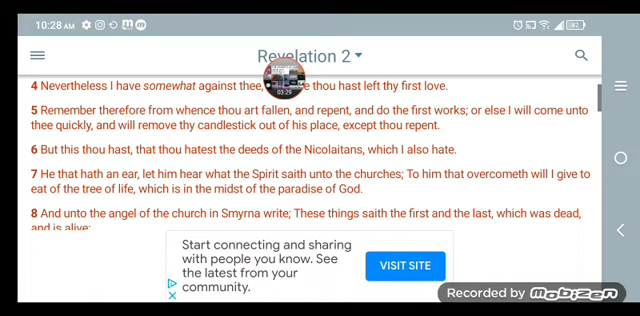 10:28 AM
Revelation 2
4 Nevertheless I have somewhat against thee, thou hast left thy first love.
03:29
5 Remember therefore from whence thou art fallen, and repent, and do the first works; or else I will come unto
thee quickly, and will remove thy candlestick out of his place, except thou repent.
6 But this thou hast, that thou hatest the deeds of the Nicolaitans, which I also hate.
7 He that hath an ear, let him hear what the Spirit saith unto the churches; To him that overcometh will I give to
eat of the tree of life, which is in the midst of the paradise of God.
8 And unto the angel of the church in Smyrna write; These things saith the first and the last, which was dead,
and is alive;
Start connecting and sharing
with people you know. See
the latest from your
community.
VISIT SITE
Recorded by Mobizen